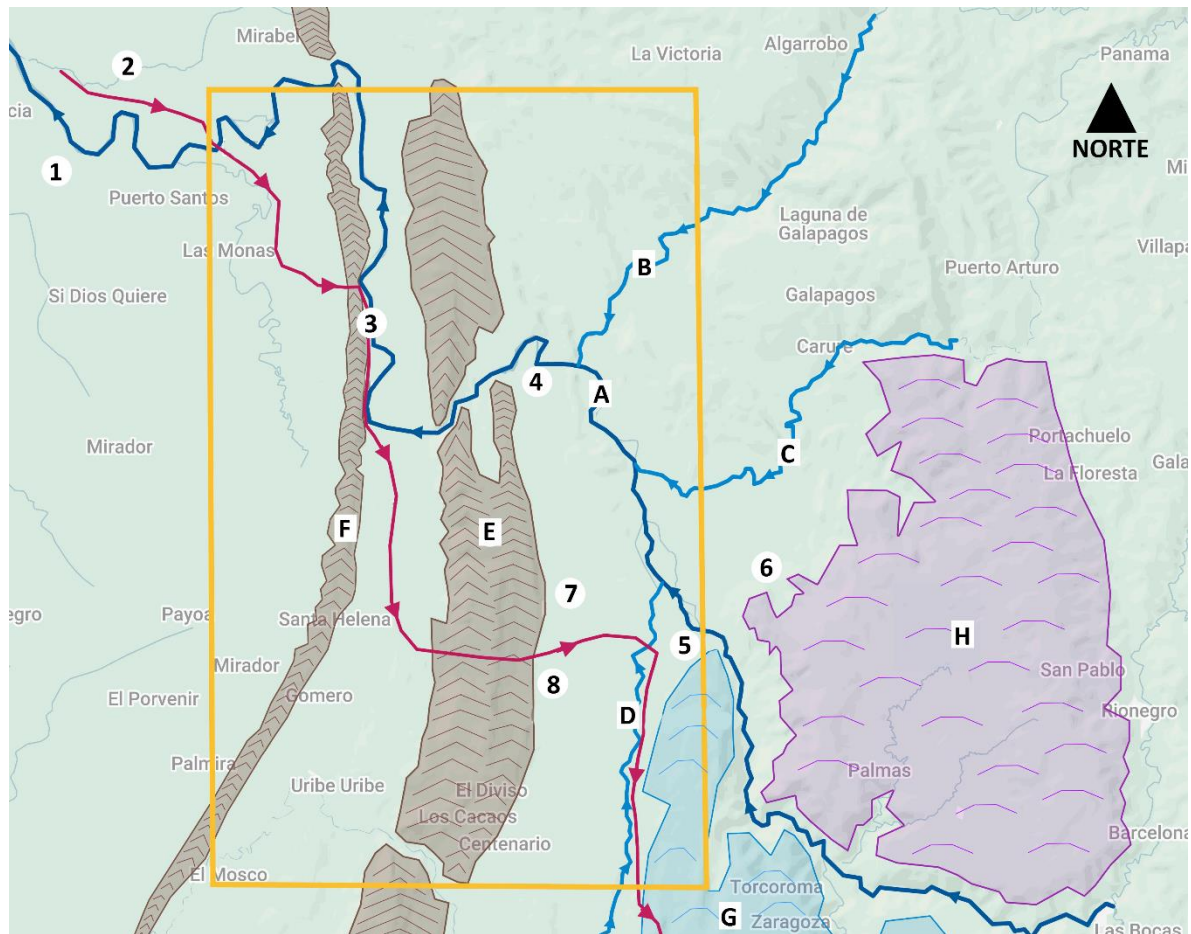 Mirabel
La Victoria
Algarrobo
Panama
2
NORTE
cia
1
Puerto Santos
Las Monas
Laguna de
Galapagos
Villapa
B
Puerto Arturo
Si Dios Quiere
Galapagos
3
Carure
4
A
Mirador
C
Portachuelo
La Floresta
Gala
F
E
6
negro
Payoa
Santa Helena
7
H
Mirador
5
San Pablo
El Porvenir
Gomero
8
D
Rionegro
Palmira
Uribe Uribe
El Diviso
Palmas
Los Cacaos
Centenario
Barcelona
El Mosco
Torcoroma
G
Zaragoza
Las Bocas